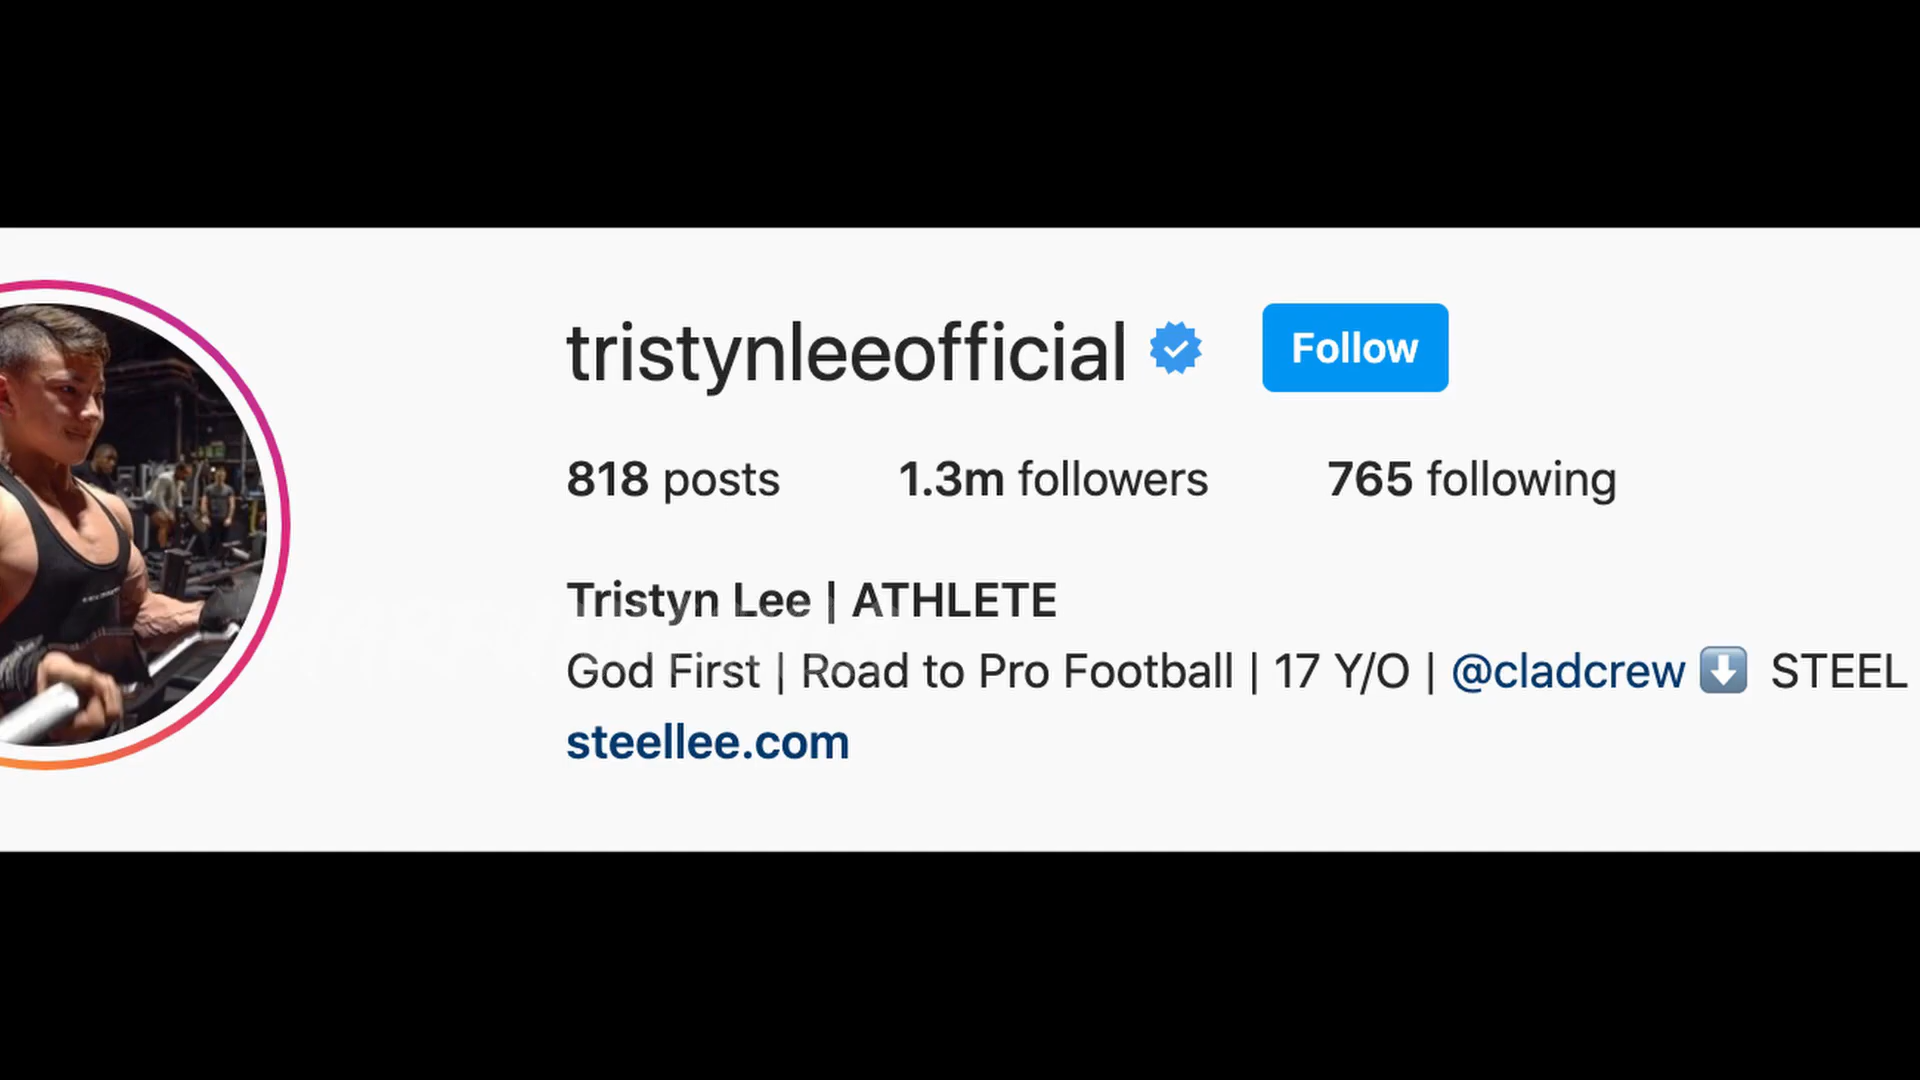 tristynleeofficial Follow
818 posts 1.3m followers 765 following
Tristyn Lee | ATHLETE
God First | Road to Pro Football | 17 Y/O | @cladcrew ⬇️ STEEL
steellee.com